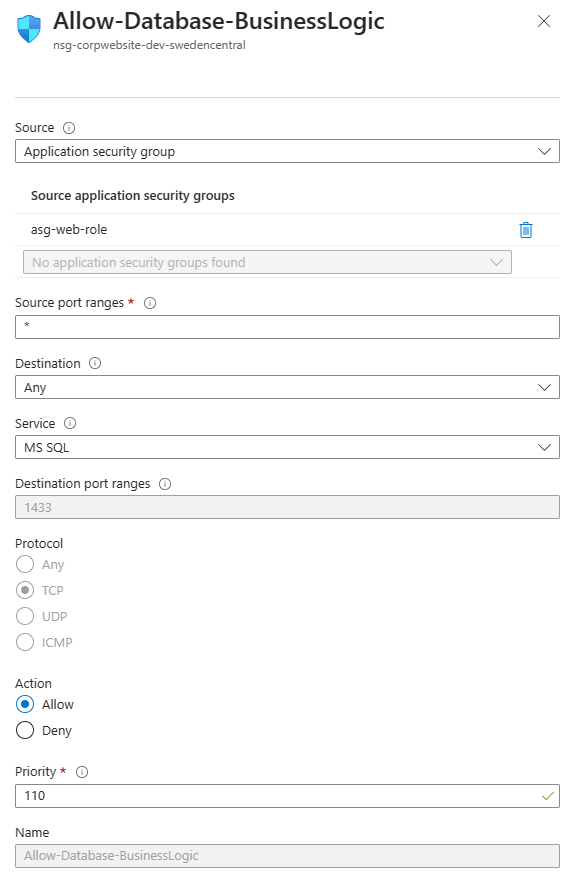 Allow-Database-BusinessLogic
nsg-corpwebsite-dev-swedencentral
Source
Application security group
Source application security groups
asg-web-role
No application security groups found
Source port ranges *
*
Destination
Any
Service
MS SQL
Destination port ranges
1433
Protocol
Any
TCP
UDP
ICMP
Action
Allow
Deny
Priority *
110
Name
Allow-Database-BusinessLogic